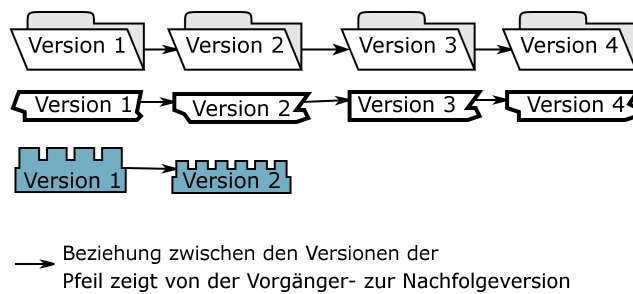 Version 1 Version 2 Version 3 Version 4
Version 1 Version 2 Version 3 Version 4
Version 1 Version 2
Beziehung zwischen den Versionen der
Pfeil zeigt von der Vorgänger- zur Nachfolgeversion